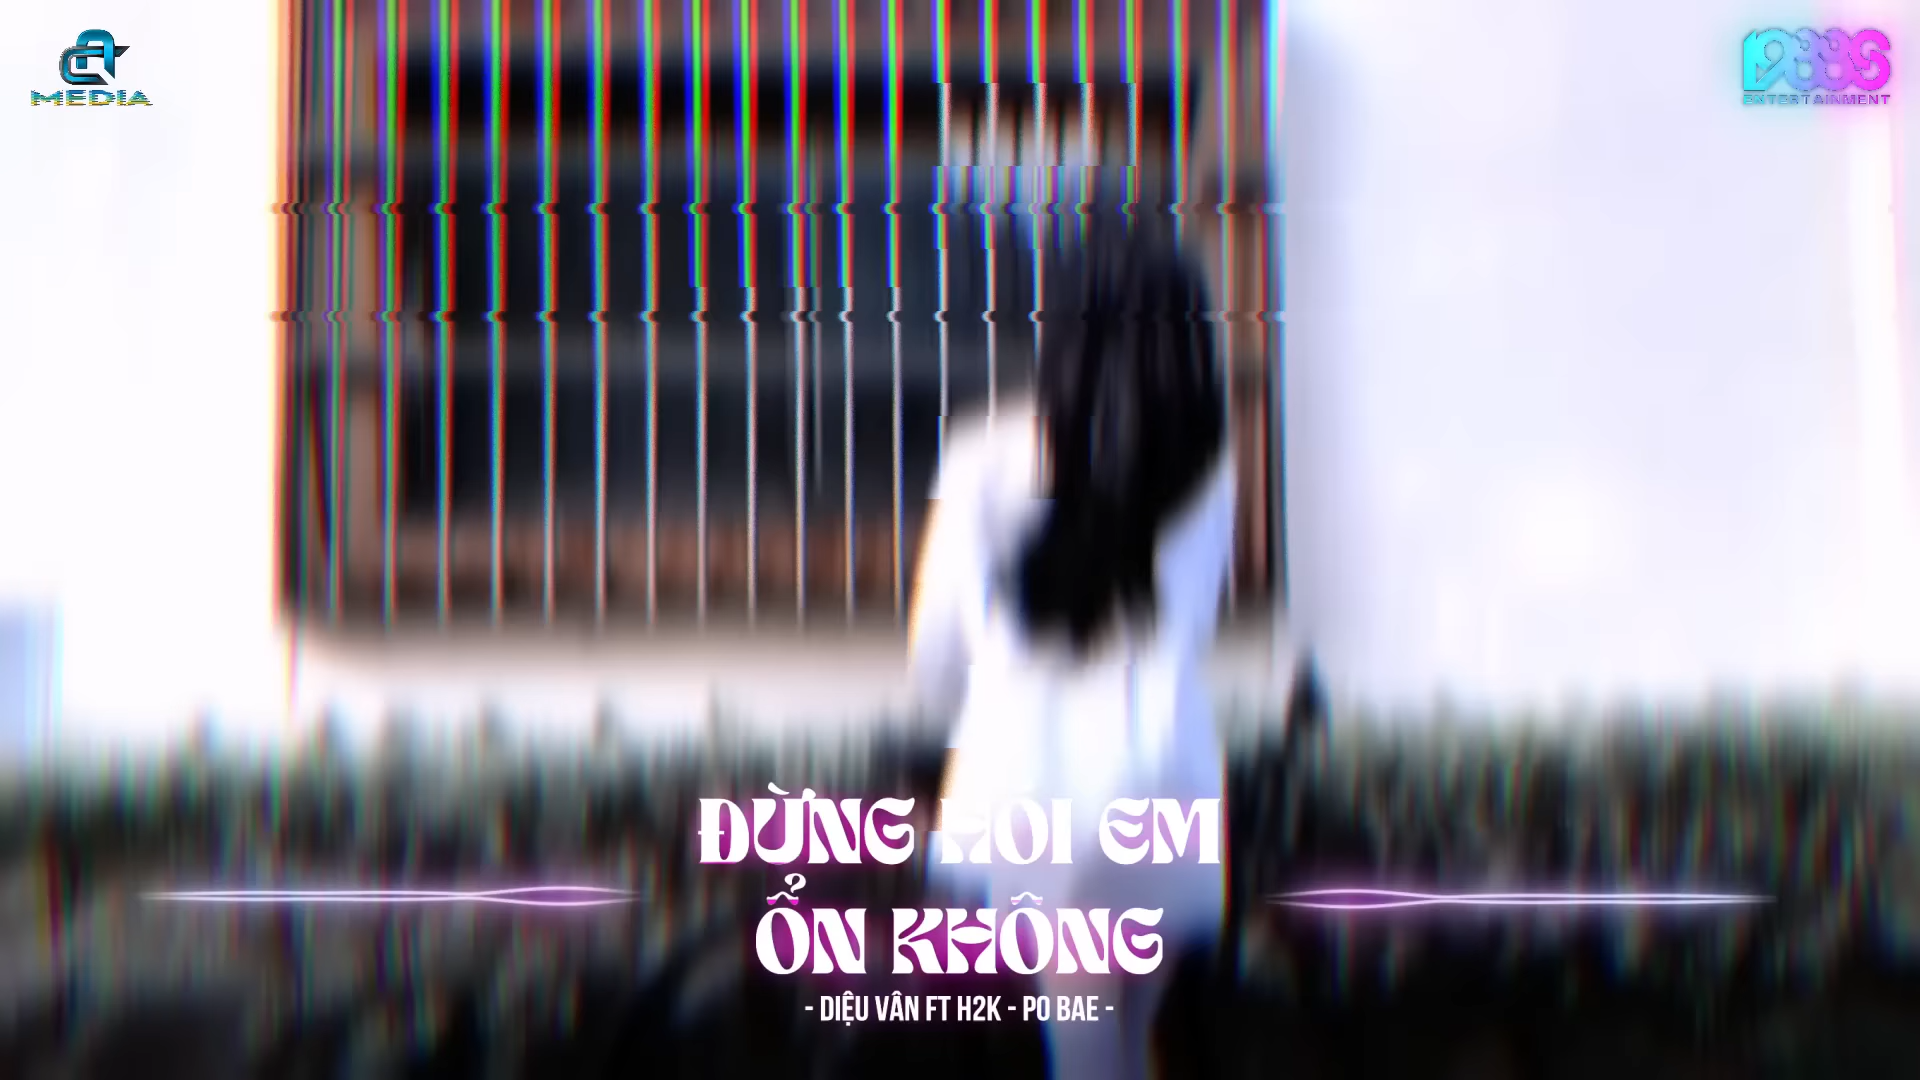 MEDIA
1988S
ENTERTAINMENT
ĐỪNG HỎI EM
ỔN KHÔNG
- DIỆU VÂN FT H2K - PO BAE -